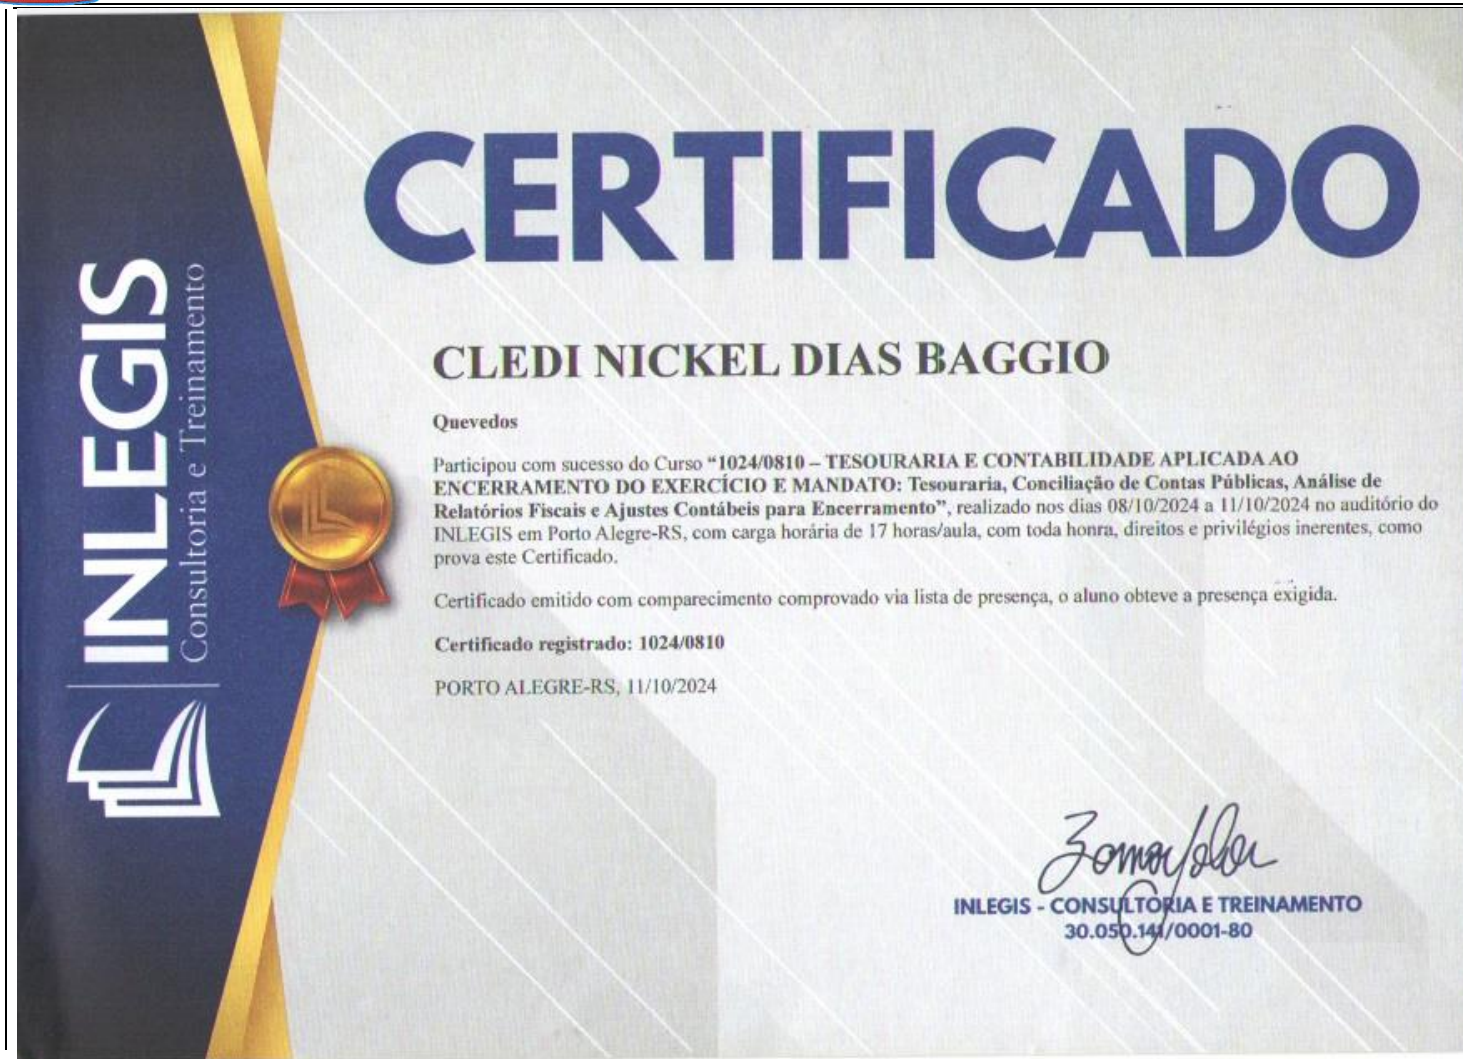 INLEGIS
Consultoria e Treinamento
CERTIFICADO
CLEDI NICKEL DIAS BAGGIO
Quevedos
Participou com sucesso do Curso “1024/0810 – TESOURARIA E CONTABILIDADE APLICADA AO
ENCERRAMENTO DO EXERCÍCIO E MANDATO: Tesouraria, Conciliação de Contas Públicas, Análise de
Relatórios Fiscais e Ajustes Contábeis para Encerramento”, realizado nos dias 08/10/2024 a 11/10/2024 no auditório do
INLEGIS em Porto Alegre-RS, com carga horária de 17 horas/aula, com toda honra, direitos e privilégios inerentes, como
prova este Certificado.
Certificado emitido com comparecimento comprovado via lista de presença, o aluno obteve a presença exigida.
Certificado registrado: 1024/0810
PORTO ALEGRE-RS, 11/10/2024
INLEGIS - CONSULTORIA E TREINAMENTO
30.050.141/0001-80